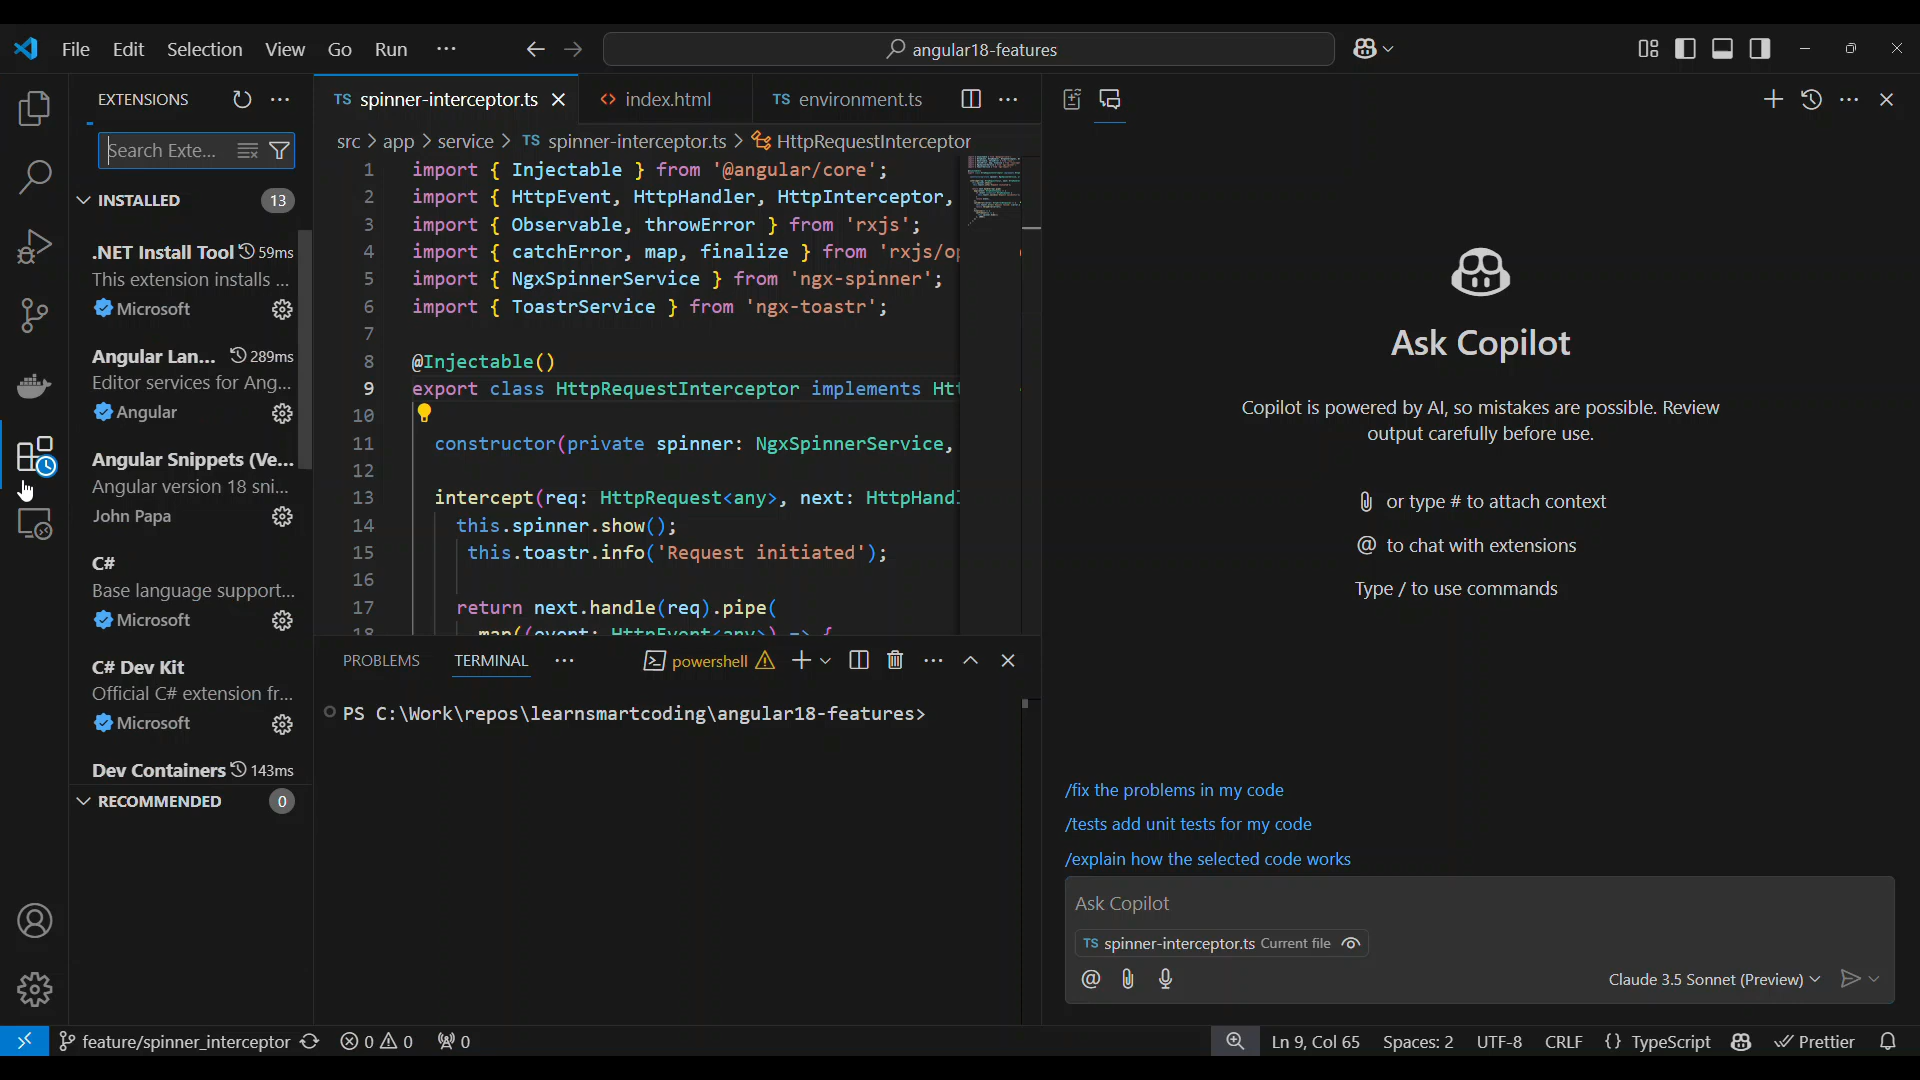 File Edit Selection View Go Run ··· angular18-features
EXTENSIONS
Search Exte...
INSTALLED 13
.NET Install Tool 59ms
This extension installs ...
Microsoft
Angular Lan... 289ms
Editor services for Ang...
Angular
Angular Snippets (Ve...
Angular version 18 sni...
John Papa
C#
Base language support...
Microsoft
C# Dev Kit
Official C# extension fr...
Microsoft
Dev Containers 143ms
RECOMMENDED 0
TS spinner-interceptor.ts index.html TS environment.ts
src > app > service > TS spinner-interceptor.ts > HttpRequestInterceptor
1 import { Injectable } from '@angular/core';
2 import { HttpEvent, HttpHandler, HttpInterceptor,
3 import { Observable, throwError } from 'rxjs';
4 import { catchError, map, finalize } from 'rxjs/op
5 import { NgxSpinnerService } from 'ngx-spinner';
6 import { ToastrService } from 'ngx-toastr';
7
8 @Injectable()
9 export class HttpRequestInterceptor implements Htt
10
11 constructor(private spinner: NgxSpinnerService,
12
13 intercept(req: HttpRequest<any>, next: HttpHandl
14 this.spinner.show();
15 this.toastr.info('Request initiated');
16
17 return next.handle(req).pipe(
18 map((event: HttpEvent<any>) => {
PROBLEMS TERMINAL ··· powershell
PS C:\Work\repos\learnsmartcoding\angular18-features>
Ask Copilot
Copilot is powered by AI, so mistakes are possible. Review
output carefully before use.
or type # to attach context
@ to chat with extensions
Type / to use commands
/fix the problems in my code
/tests add unit tests for my code
/explain how the selected code works
Ask Copilot
TS spinner-interceptor.ts Current file
@ Claude 3.5 Sonnet (Preview)
feature/spinner_interceptor 0 0 0 Ln 9, Col 65 Spaces: 2 UTF-8 CRLF {} TypeScript Prettier